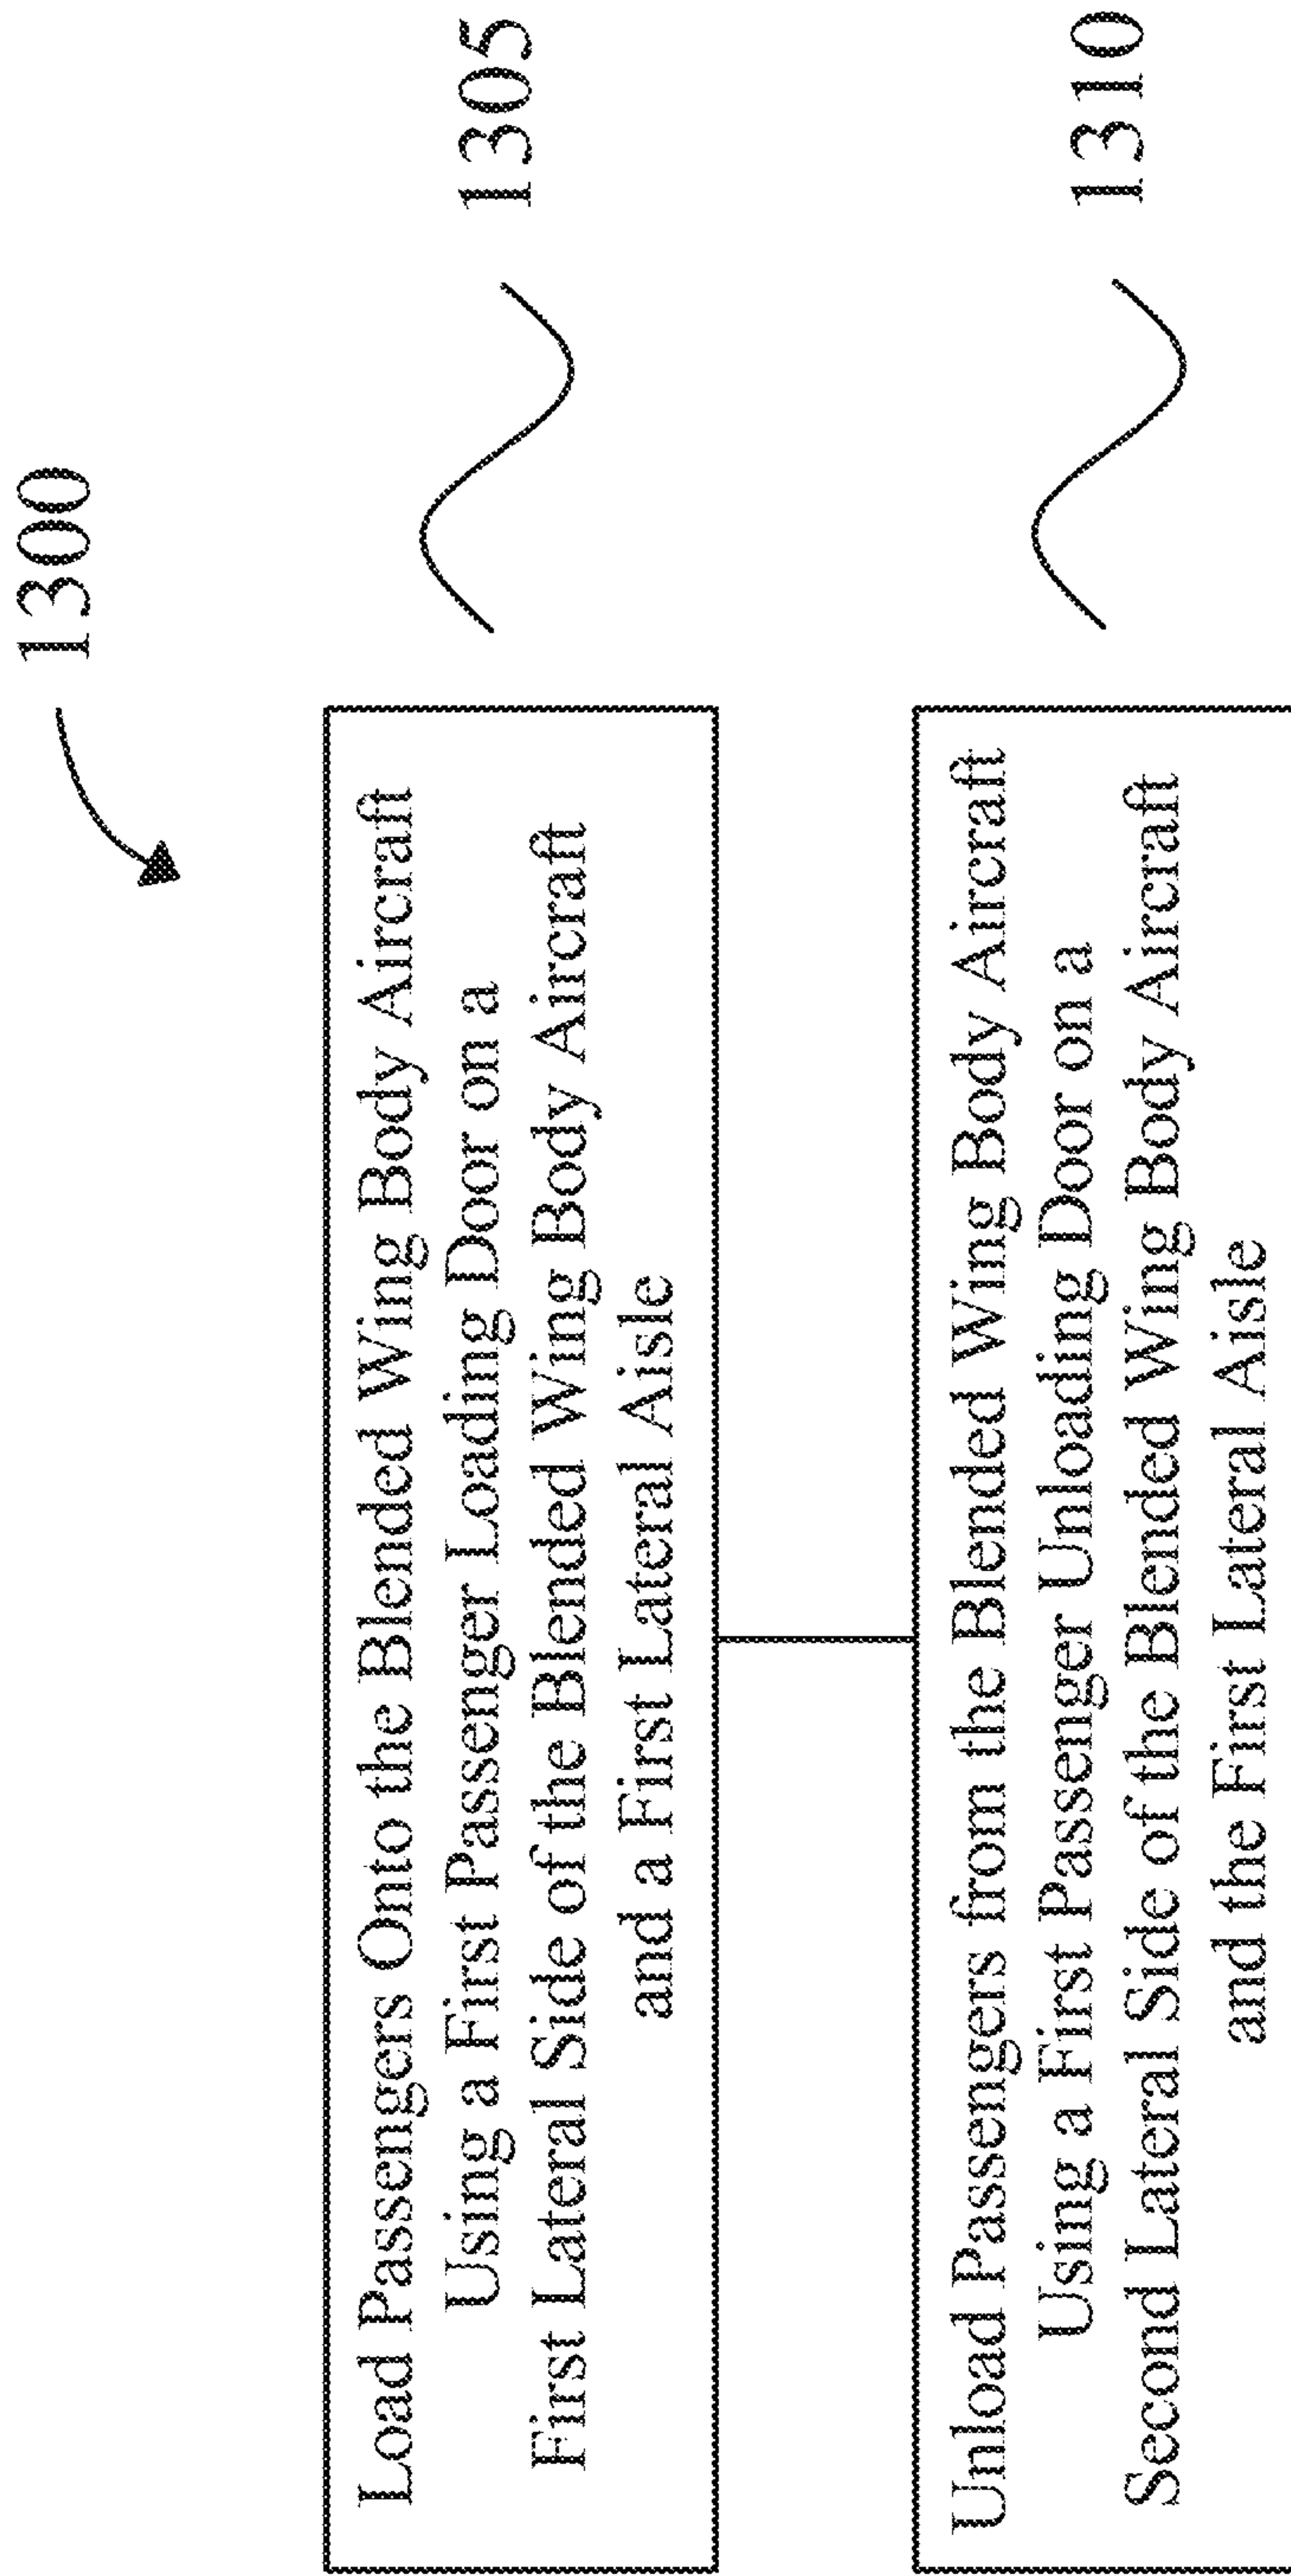 1300
Load Passengers Onto the Blended Wing Body Aircraft
Using a First Passenger Loading Door on a
First Lateral Side of the Blended Wing Body Aircraft
and a First Lateral Aisle
1305
Unload Passengers from the Blended Wing Body Aircraft
Using a First Passenger Unloading Door on a
Second Lateral Side of the Blended Wing Body Aircraft
and the First Lateral Aisle
1310